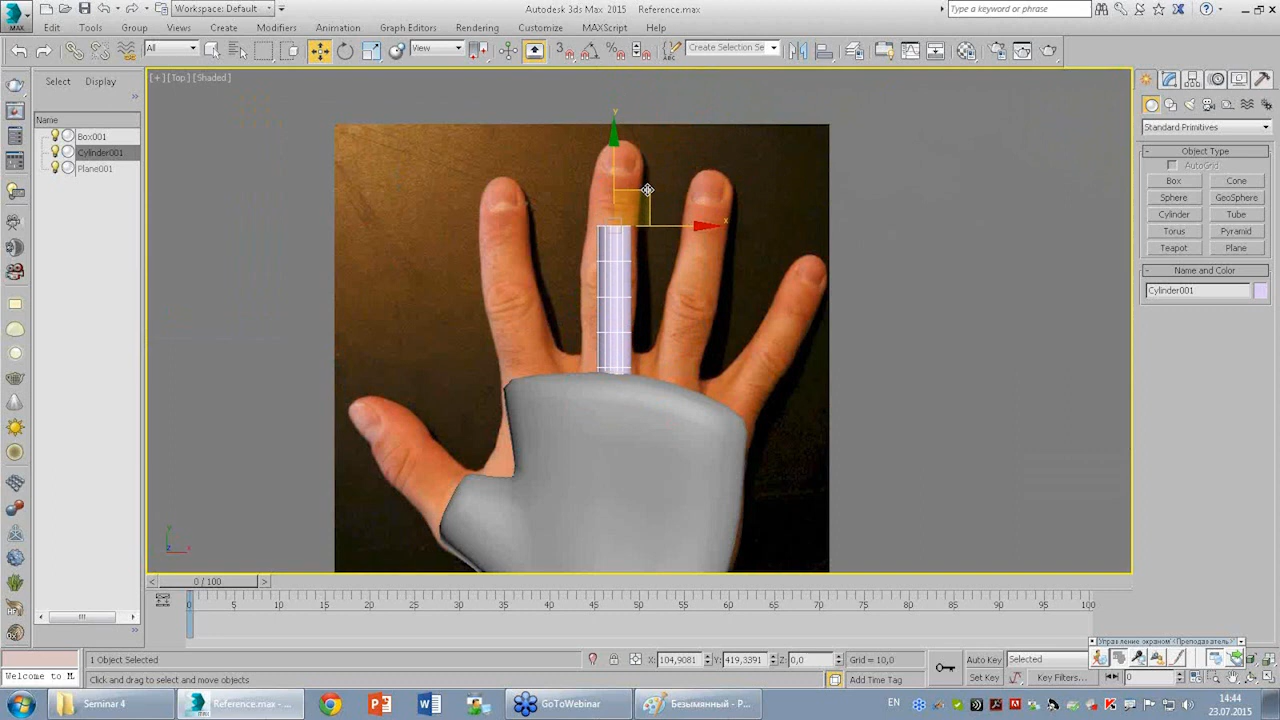 Workspace: Default
Autodesk 3ds Max 2015 Reference.max
Type a keyword or phrase
MAX
Edit Tools Group Views Create Modifiers Animation Graph Editors Rendering Customize MAXScript Help
All
View
Create Selection Se
Select Display
[+] [Top] [Shaded]
Name
Box001
Cylinder001
Plane001
y
x
Standard Primitives
Object Type
AutoGrid
Box Cone
Sphere GeoSphere
Cylinder Tube
Torus Pyramid
Teapot Plane
Name and Color
Cylinder001
0 / 100
0 5 10 15 20 25 30 35 40 45 50 55 60 65 70 75 80 85 90 95 100
Управление экраном "Преподаватель"
1 Object Selected
X: 104,9081 Y: 419,3391 Z: 0,0 Grid = 10,0
Auto Key Selected
Welcome to M
Click and drag to select and move objects
Add Time Tag
Set Key Key Filters...
0
Seminar 4
Reference.max - ...
GoToWebinar
Безымянный - P...
EN
14:44
23.07.2015